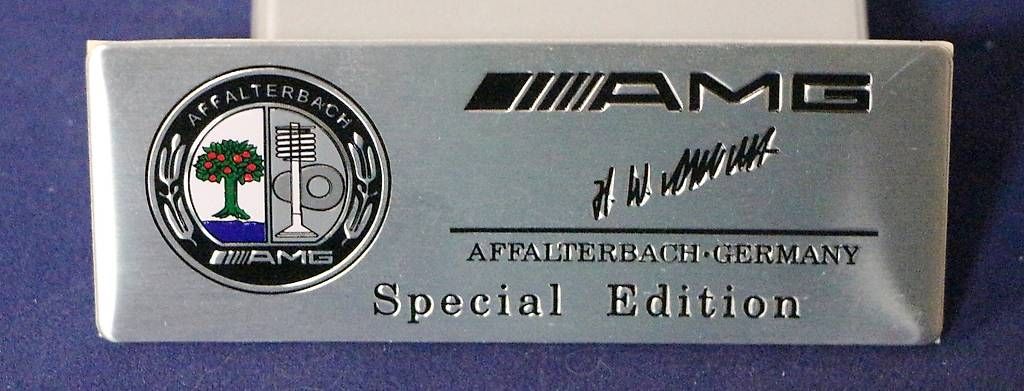 AFFALTERBACH
AMG
AMG
H. W.
AFFALTERBACH·GERMANY
Special Edition